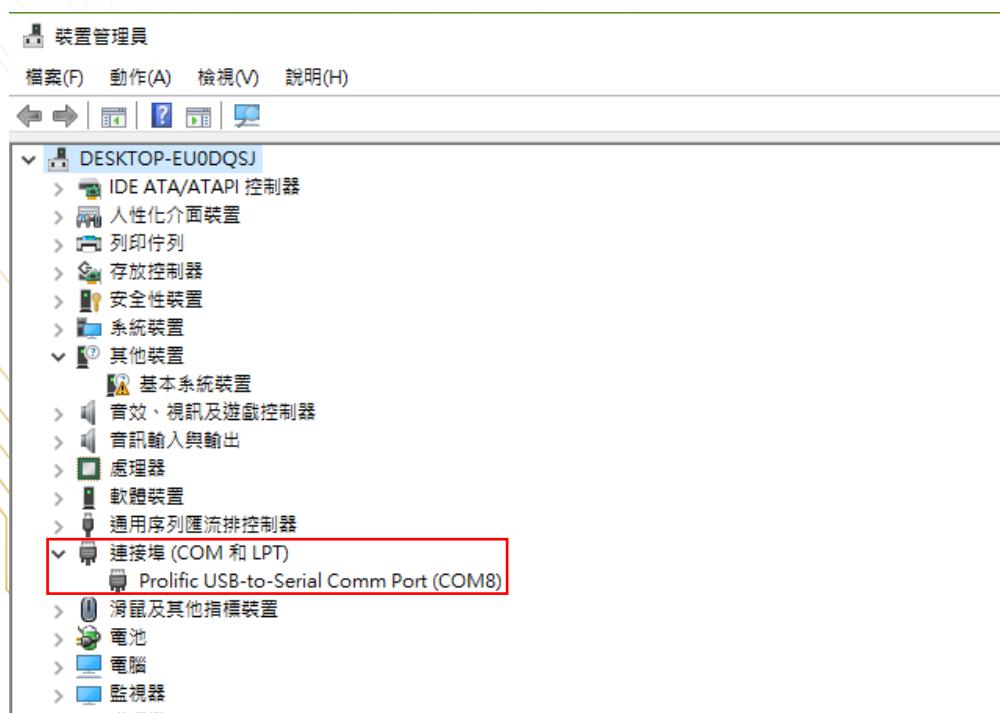 裝置管理員
檔案(F) 動作(A) 檢視(V) 說明(H)
DESKTOP-EU0DQSJ
IDE ATA/ATAPI 控制器
人性化介面裝置
列印佇列
存放控制器
安全性裝置
系統裝置
其他裝置
基本系統裝置
音效、視訊及遊戲控制器
音訊輸入與輸出
處理器
軟體裝置
通用序列匯流排控制器
連接埠 (COM 和 LPT)
Prolific USB-to-Serial Comm Port (COM8)
滑鼠及其他指標裝置
電池
電腦
監視器